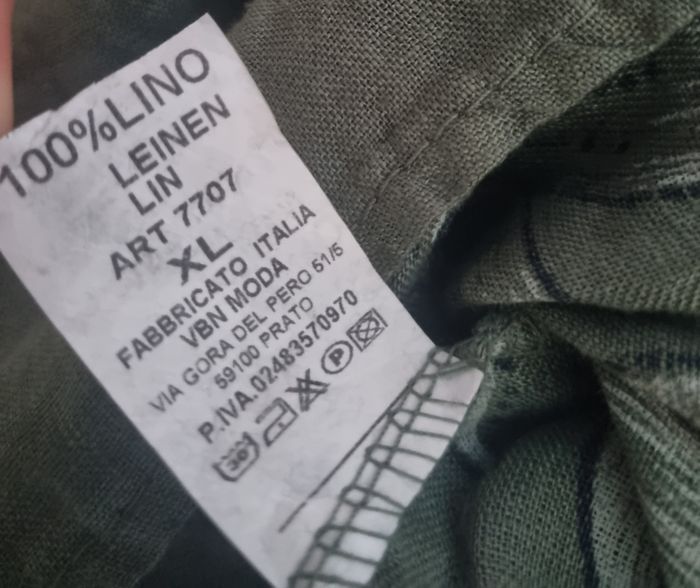 100%LINO
LEINEN
LIN
ART 7707
XL
FABBRICATO ITALIA
VBN MODA
VIA GORA DEL PERO 51/5
59100 PRATO
P.IVA.02483570970
30° P